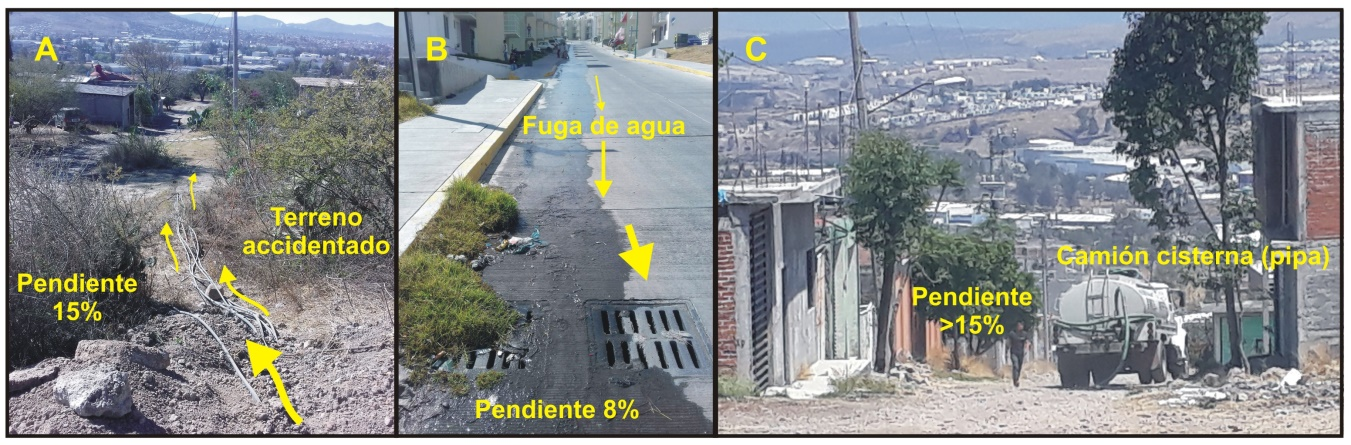 A
Terreno
accidentado
Pendiente
15%
B
Fuga de agua
Pendiente 8%
C
Camión cisterna (pipa)
Pendiente
>15%